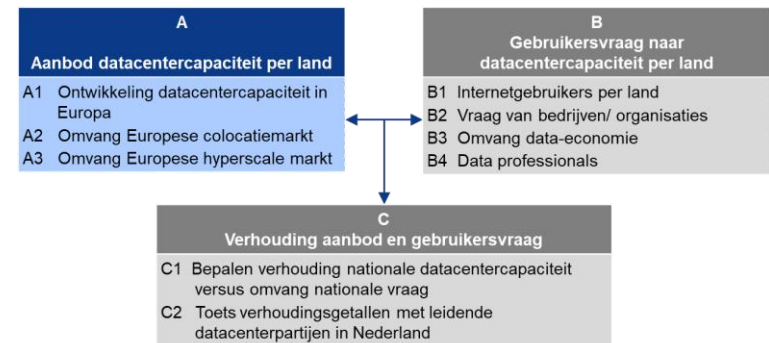 A
Aanbod datacentercapaciteit per land
A1 Ontwikkeling datacentercapaciteit in
Europa
A2 Omvang Europese colocatiemarkt
A3 Omvang Europese hyperscale markt
B
Gebruikersvraag naar
datacentercapaciteit per land
B1 Internetgebruikers per land
B2 Vraag van bedrijven/ organisaties
B3 Omvang data-economie
B4 Data professionals
C
Verhouding aanbod en gebruikersvraag
C1 Bepalen verhouding nationale datacentercapaciteit
versus omvang nationale vraag
C2 Toets verhoudingsgetallen met leidende
datacenterpartijen in Nederland